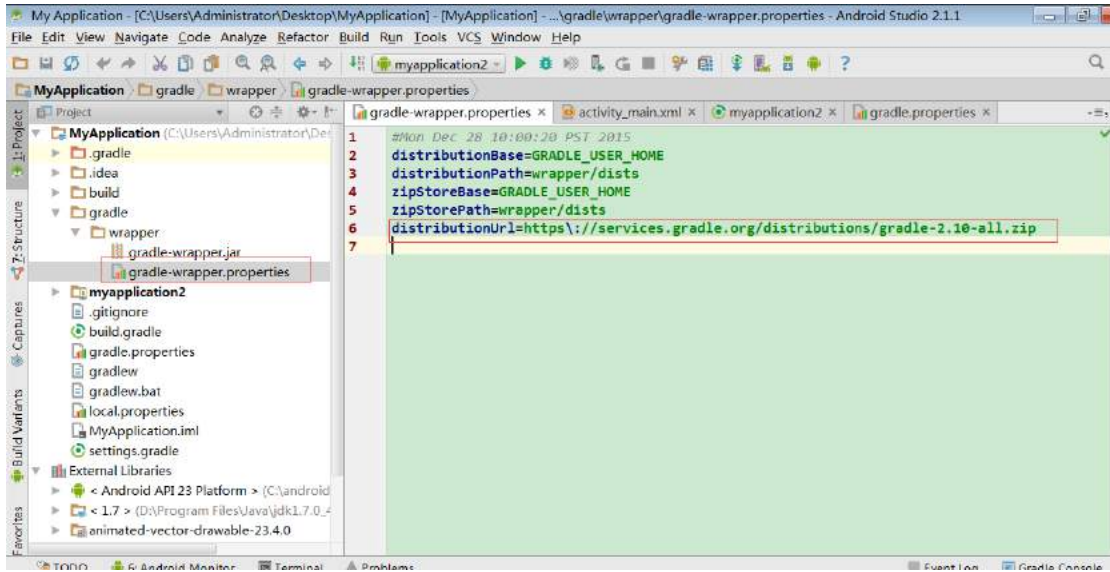 My Application - [C:\Users\Administrator\Desktop\MyApplication] - [MyApplication] - ...\gradle\wrapper\gradle-wrapper.properties - Android Studio 2.1.1
File Edit View Navigate Code Analyze Refactor Build Run Tools VCS Window Help
myapplication2
MyApplication gradle wrapper gradle-wrapper.properties
Project
gradle-wrapper.properties × activity_main.xml × myapplication2 × gradle.properties ×
1: Project
7: Structure
Captures
Build Variants
Favorites
MyApplication (C:\Users\Administrator\De
.gradle
.idea
build
gradle
wrapper
gradle-wrapper.jar
gradle-wrapper.properties
myapplication2
.gitignore
build.gradle
gradle.properties
gradlew
gradlew.bat
local.properties
MyApplication.iml
settings.gradle
External Libraries
< Android API 23 Platform > (C:\android
< 1.7 > (D:\Program Files\Java\jdk1.7.0_
animated-vector-drawable-23.4.0
1 #Mon Dec 28 10:00:20 PST 2015
2 distributionBase=GRADLE_USER_HOME
3 distributionPath=wrapper/dists
4 zipStoreBase=GRADLE_USER_HOME
5 zipStorePath=wrapper/dists
6 distributionUrl=https\://services.gradle.org/distributions/gradle-2.10-all.zip
7
TODO 6: Android Monitor Terminal Problems Event Log Gradle Console